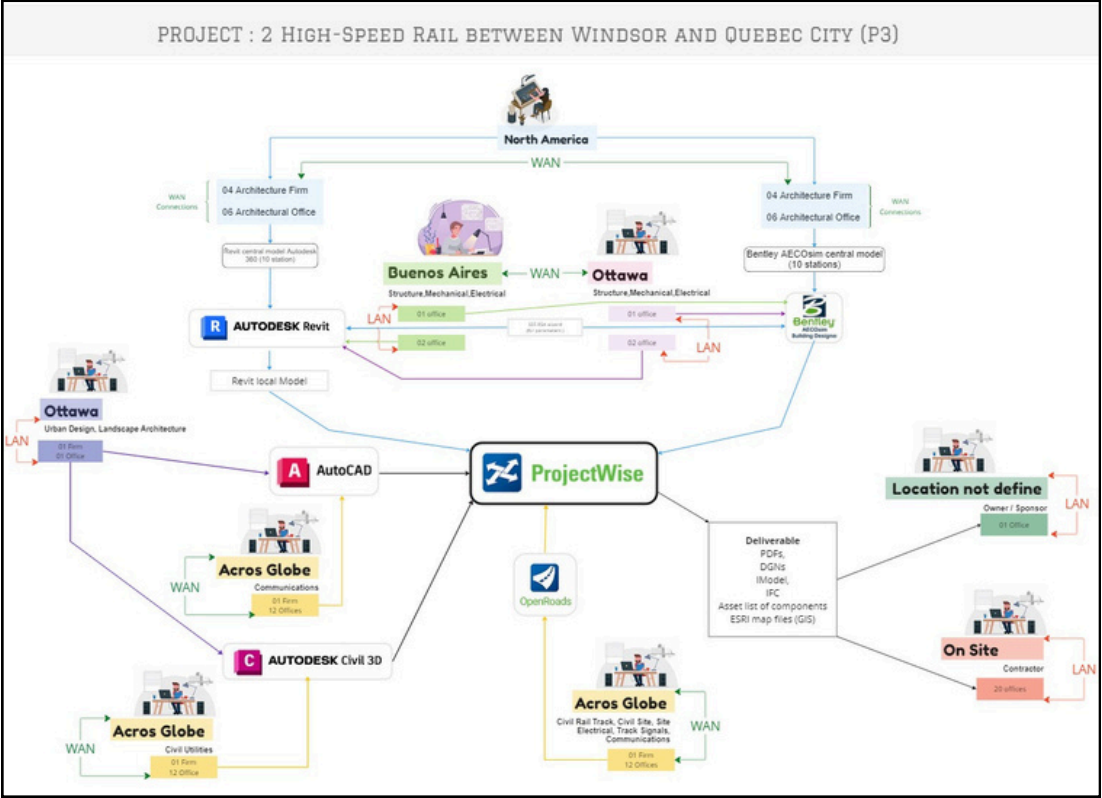 PROJECT : 2 HIGH-SPEED RAIL BETWEEN WINDSOR AND QUEBEC CITY (P3)
North America
WAN
WAN
Connections
04 Architecture Firm
06 Architectural Office
04 Architecture Firm
06 Architectural Office
WAN
Connections
Revit central model Autodesk
360 (10 station)
Bentley AECOsim central model
(10 stations)
Buenos Aires
WAN
Ottawa
Structure,Mechanical,Electrical
Structure,Mechanical,Electrical
LAN
01 office
02 office
01 office
02 office
LAN
R AUTODESK Revit
Bentley
AECOsim
Building Designer
Revit local Model
Ottawa
Urban Design, Landscape Architecture
LAN
01 Firm
01 Office
A AutoCAD
ProjectWise
Location not define
Owner / Sponsor
01 Office
LAN
Acros Globe
Communications
WAN
01 Firm
12 Offices
OpenRoads
Deliverable
PDFs,
DGNs
IModel,
IFC
Asset list of components
ESRI map files (GIS)
C AUTODESK Civil 3D
On Site
Contractor
20 offices
LAN
Acros Globe
Civil Utilities
WAN
01 Firm
12 Office
Acros Globe
Civil Rail Track, Civil Site, Site
Electrical, Track Signals,
Communications
01 Firm
12 Offices
WAN